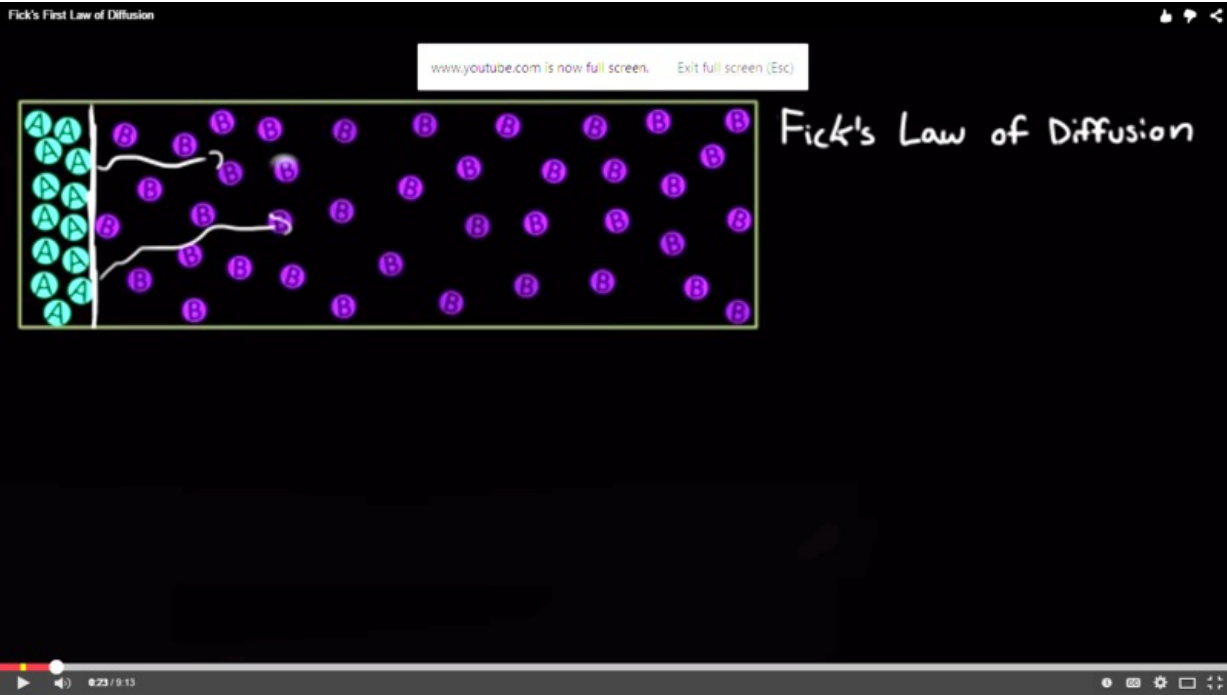 Fick's First Law of Diffusion
www.youtube.com is now full screen. Exit full screen (Esc)
Fick's Law of Diffusion
A A B B B B B B B B B
A A B B B B B B B
A A B B B
A A B B B B B B B
A A B B B B B
A A B B B B B
A B B B B
0:23 / 9:13
CC